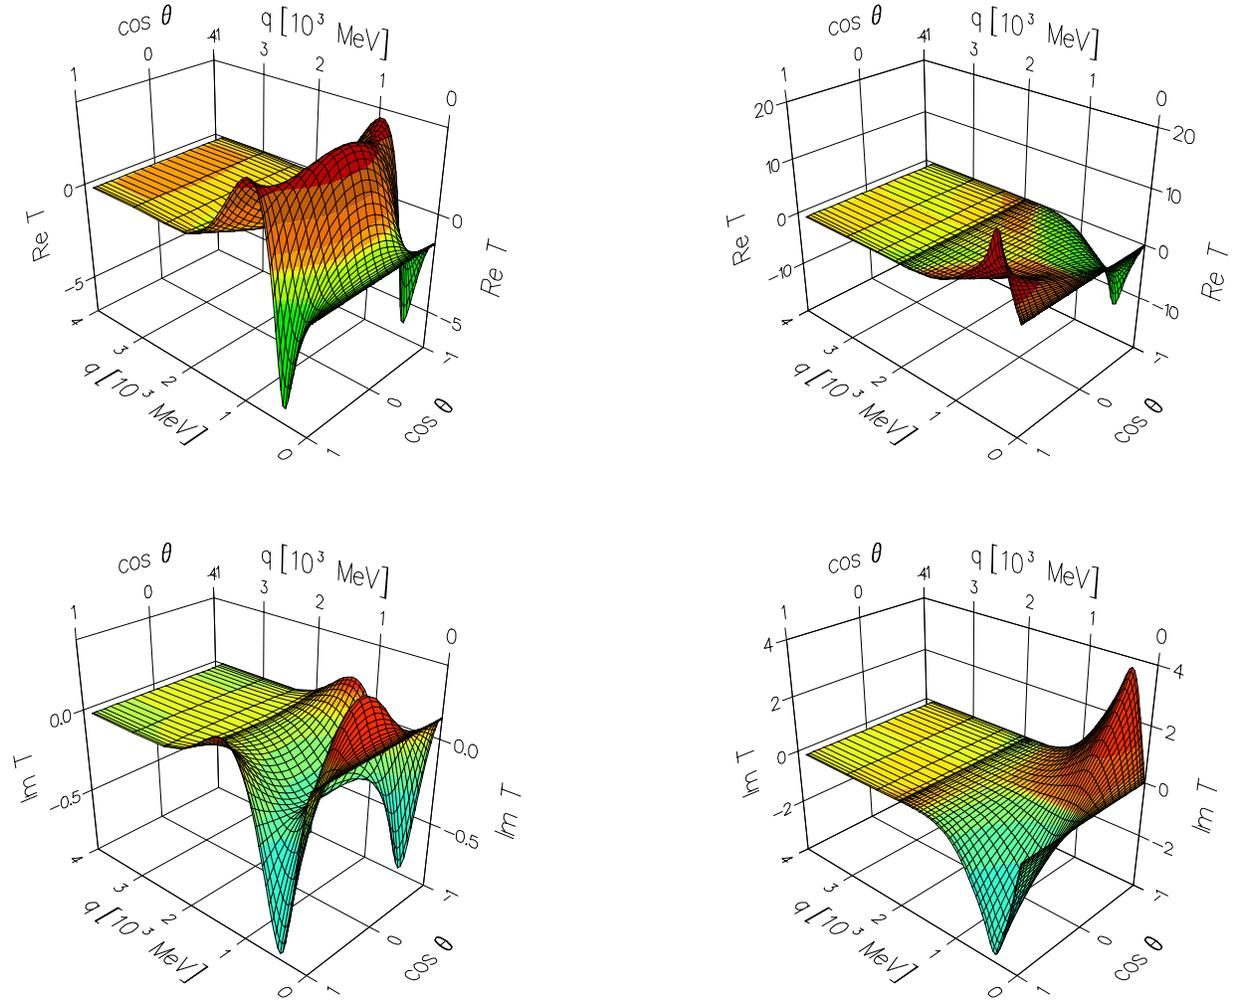 cos θ q [10³ MeV]
1 0 -1 4 3 2 1 0
Re T
0
-5
0
-5
Re T
4 3 2 1 0
q [10³ MeV]
1 0 -1
cos θ
cos θ q [10³ MeV]
1 0 -1 4 3 2 1 0
Re T
20
10
0
-10
20
10
0
-10
Re T
4 3 2 1 0
q [10³ MeV]
1 0 -1
cos θ
cos θ q [10³ MeV]
1 0 -1 4 3 2 1 0
Im T
0.0
-0.5
0.0
-0.5
Im T
4 3 2 1 0
q [10³ MeV]
1 0 -1
cos θ
cos θ q [10³ MeV]
1 0 -1 4 3 2 1 0
Im T
4
2
0
-2
4
2
0
-2
Im T
4 3 2 1 0
q [10³ MeV]
1 0 -1
cos θ